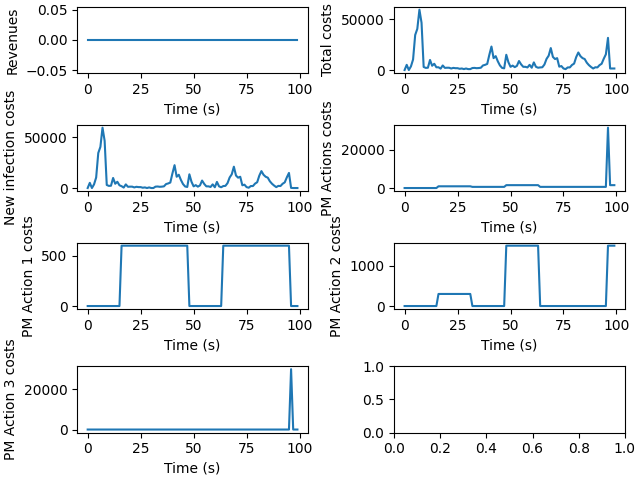 Revenues
0.05
0.00
−0.05
0 25 50 75 100
Time (s)
Total costs
50000
0
0 25 50 75 100
Time (s)
New infection costs
50000
0
0 25 50 75 100
Time (s)
PM Actions costs
20000
0
0 25 50 75 100
Time (s)
PM Action 1 costs
500
0
0 25 50 75 100
Time (s)
PM Action 2 costs
1000
0
0 25 50 75 100
Time (s)
PM Action 3 costs
20000
0
0 25 50 75 100
Time (s)
1.0
0.5
0.0
0.0 0.2 0.4 0.6 0.8 1.0